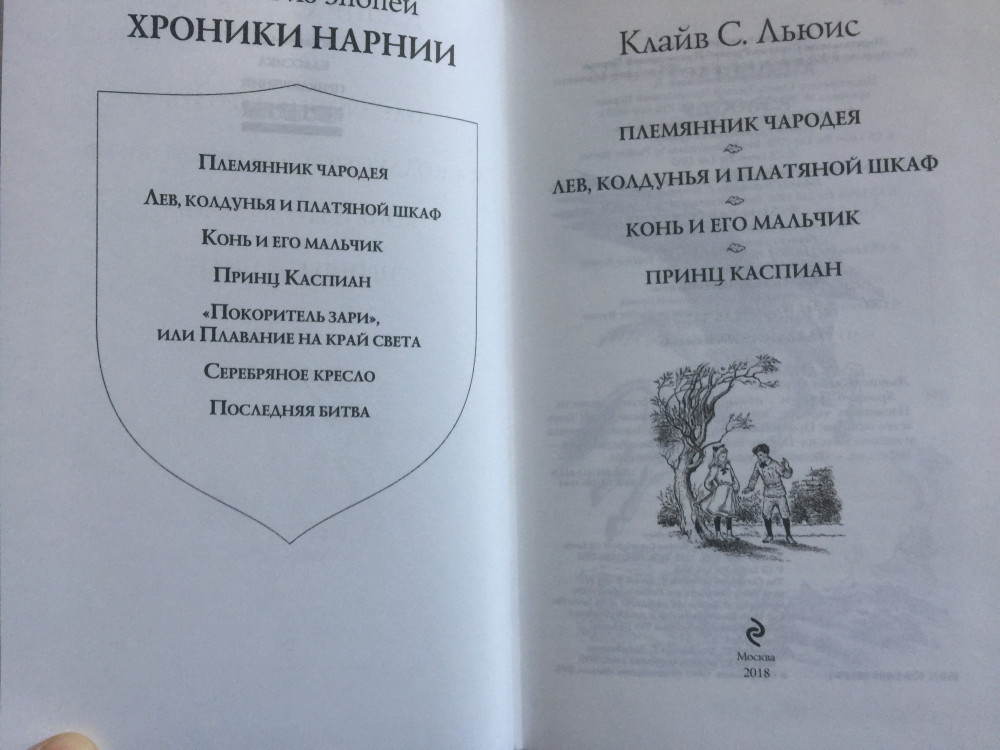 эпопей
ХРОНИКИ НАРНИИ
Племянник чародея
Лев, колдунья и платяной шкаф
Конь и его мальчик
Принц Каспиан
«Покоритель зари»,
или Плавание на край света
Серебряное кресло
Последняя битва
Клайв С. Льюис
ПЛЕМЯННИК ЧАРОДЕЯ
ЛЕВ, КОЛДУНЬЯ И ПЛАТЯНОЙ ШКАФ
КОНЬ И ЕГО МАЛЬЧИК
ПРИНЦ КАСПИАН
Москва
2018